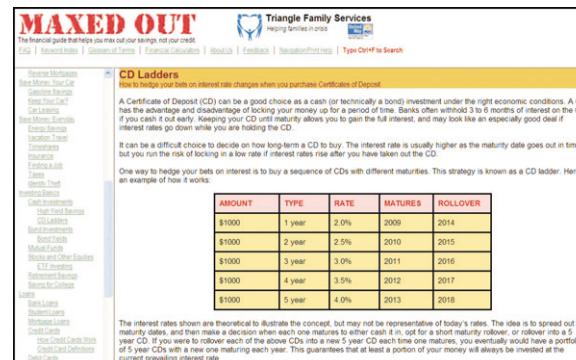 MAXED OUT
The financial guide that helps you max out your savings, not your credit.
Triangle Family Services
Helping families in crisis
FAQ | Keyword Index | Glossary of Terms | Financial Calculators | About Us | Feedback | Navigation/Print Help | Type Ctrl+F to Search
Reverse Mortgages
Save Money: Your Car
Gasoline Savings
Keep Your Car?
Car Leasing
Save Money: Everyday
Energy Savings
Vacation Travel
Timeshares
Insurance
Finding a Job
Taxes
Identity Theft
Investing Basics
Cash Investments
High Yield Savings
CD Ladders
Bond Investments
Bond Yields
Mutual Funds
Stocks and Other Equities
ETF Investing
Retirement Savings
Saving for College
Loans
Bank Loans
Student Loans
Mortgage Loans
Credit Cards
How Credit Cards Work
Credit Card Definitions
Debit Cards
CD Ladders
How to hedge your bets on interest rate changes when you purchase Certificates of Deposit
A Certificate of Deposit (CD) can be a good choice as a cash (or technically a bond) investment under the right economic conditions. A
has the advantage and disadvantage of locking your money up for a period of time. Banks often withhold 3 to 6 months of interest on the
if you cash it out early. Keeping your CD until maturity allows you to gain the full interest, and may look like an especially good deal if
interest rates go down while you are holding the CD.
It can be a difficult choice to decide on how long-term a CD to buy. The interest rate is usually higher as the maturity date goes out in tim
but you run the risk of locking in a low rate if interest rates rise after you have taken out the CD.
One way to hedge your bets on interest is to buy a sequence of CDs with different maturities. This strategy is known as a CD ladder. Her
an example of how it works:
AMOUNT TYPE RATE MATURES ROLLOVER
$1000 1 year 2.0% 2009 2014
$1000 2 year 2.5% 2010 2015
$1000 3 year 3.0% 2011 2016
$1000 4 year 3.5% 2012 2017
$1000 5 year 4.0% 2013 2018
The interest rates shown are theoretical to illustrate the concept, but may not be representative of today's rates. The idea is to spread out
maturity dates, and then make a decision when each one matures to either cash it in, opt for a short maturity rollover, or rollover into a 5
year CD. If you were to rollover each of the above CDs into a new 5 year CD each time one matures, you eventually would have a portfo
of 5 year CDs with a new one maturing each year. This guarantees that at least a portion of your money will always be invested at the
current prevailing interest rate